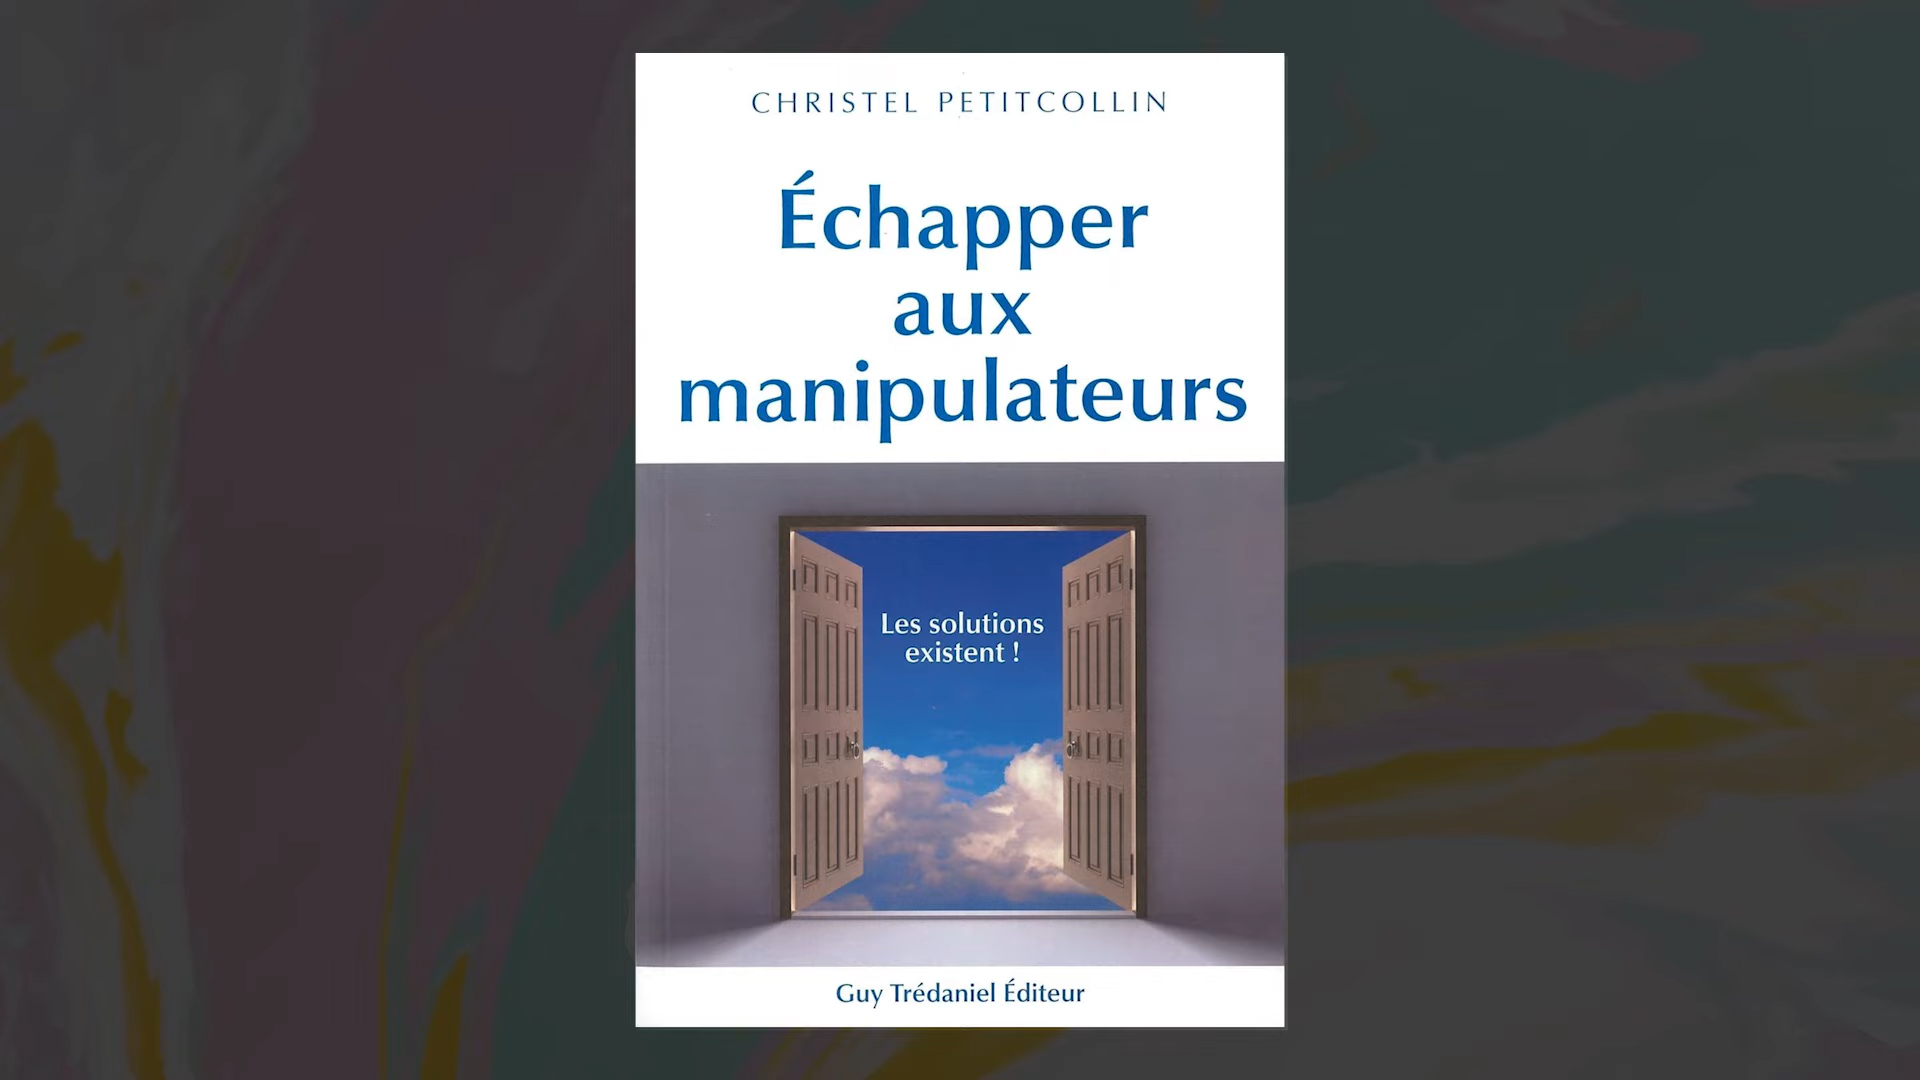 CHRISTEL PETITCOLLIN
Échapper
aux
manipulateurs
Les solutions
existent !
Guy Trédaniel Éditeur